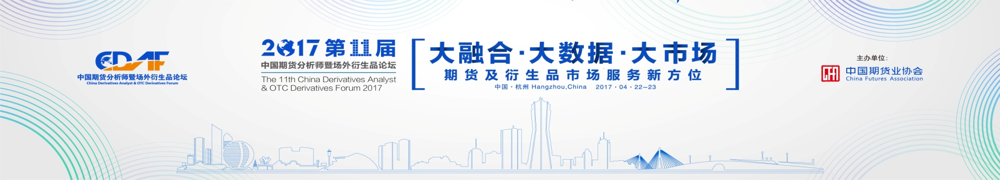 CDAF
中国期货分析师暨场外衍生品论坛
China Derivatives Analyst & OTC Derivatives Forum
2017 第11届
中国期货分析师暨场外衍生品论坛
The 11th China Derivatives Analyst
& OTC Derivatives Forum 2017
大融合·大数据·大市场
期货及衍生品市场服务新方位
中国·杭州 Hangzhou,China 2017·04·22—23
主办单位:
CFA
中国期货业协会
China Futures Association